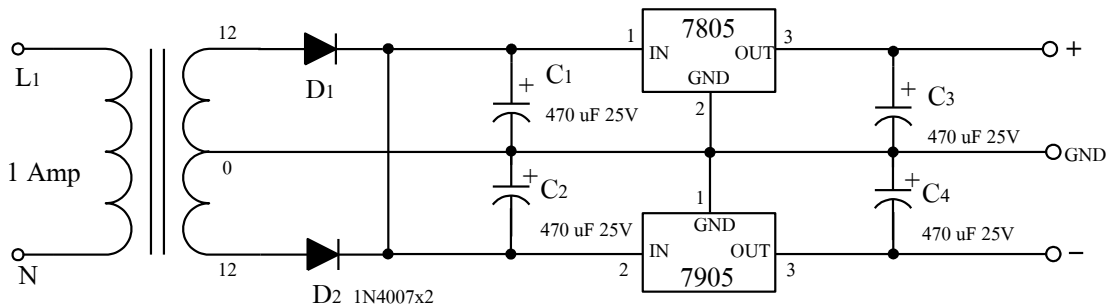 12
D1
1
IN
7805
OUT
3
GND
2
+
L1
+
C1
470 uF 25V
+
C3
470 uF 25V
1 Amp
0
GND
+
C2
470 uF 25V
1
GND
+
C4
470 uF 25V
N
12
D2 1N4007x2
2
IN
OUT
7905
3
−